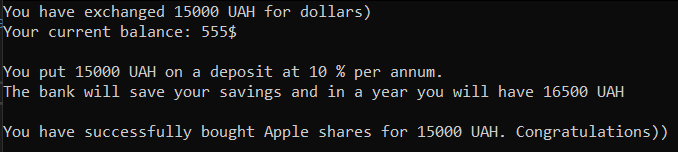 You have exchanged 15000 UAH for dollars)
Your current balance: 555$
You put 15000 UAH on a deposit at 10 % per annum.
The bank will save your savings and in a year you will have 16500 UAH
You have successfully bought Apple shares for 15000 UAH. Congratulations))